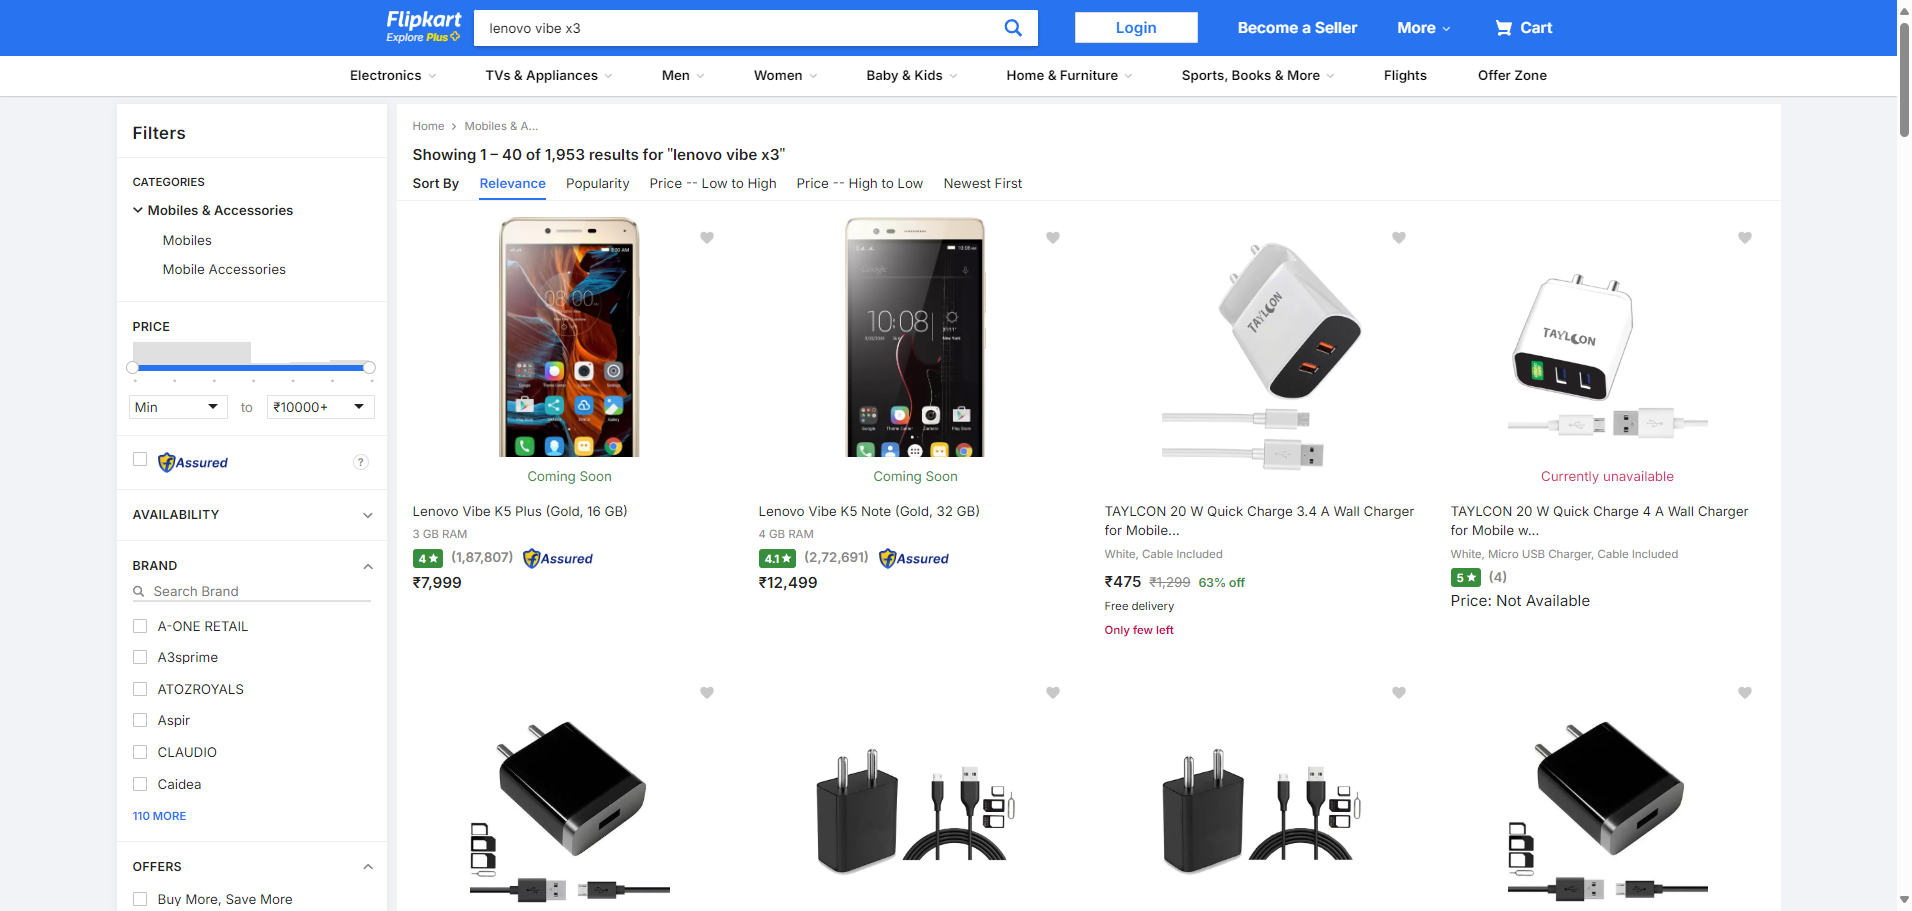 Flipkart
Explore Plus
lenovo vibe x3
Login
Become a Seller
More
Cart
Electronics
TVs & Appliances
Men
Women
Baby & Kids
Home & Furniture
Sports, Books & More
Flights
Offer Zone
Filters
CATEGORIES
Mobiles & Accessories
Mobiles
Mobile Accessories
PRICE
Min
to
₹10000+
Assured
?
AVAILABILITY
BRAND
Search Brand
A-ONE RETAIL
A3sprime
ATOZROYALS
Aspir
CLAUDIO
Caidea
110 MORE
OFFERS
Buy More, Save More
Home
Mobiles & A...
Showing 1 – 40 of 1,953 results for "lenovo vibe x3"
Sort By
Relevance
Popularity
Price -- Low to High
Price -- High to Low
Newest First
08:00
Coming Soon
Lenovo Vibe K5 Plus (Gold, 16 GB)
3 GB RAM
4★
(1,87,807)
Assured
₹7,999
Google
10:08
Coming Soon
Lenovo Vibe K5 Note (Gold, 32 GB)
4 GB RAM
4.1★
(2,72,691)
Assured
₹12,499
TAYLCON
TAYLCON 20 W Quick Charge 3.4 A Wall Charger
for Mobile...
White, Cable Included
₹475 ₹1,299 63% off
Free delivery
Only few left
TAYLCON
Currently unavailable
TAYLCON 20 W Quick Charge 4 A Wall Charger
for Mobile w...
White, Micro USB Charger, Cable Included
5★
(4)
Price: Not Available